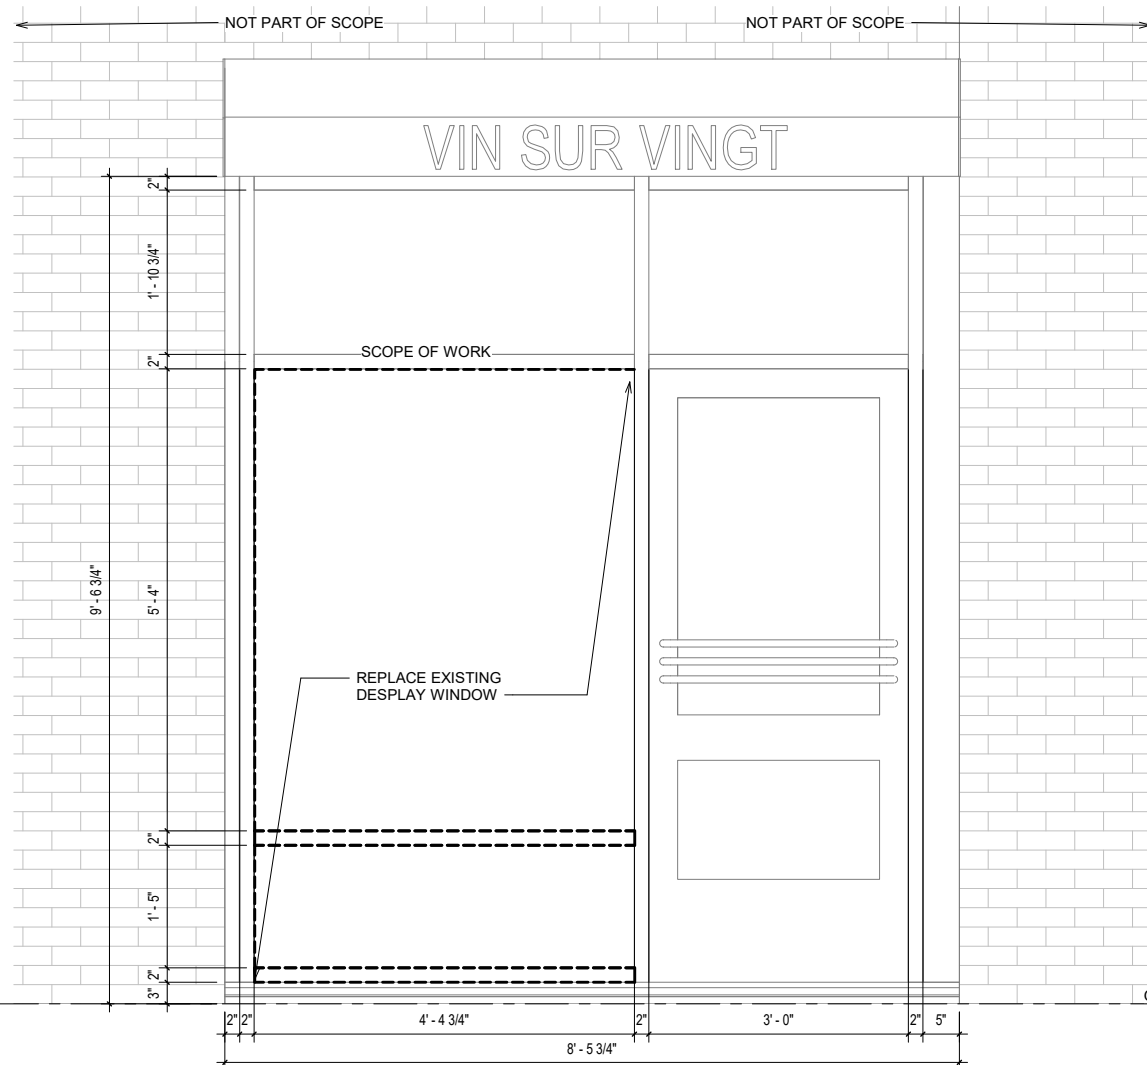 NOT PART OF SCOPE
NOT PART OF SCOPE
VIN SUR VINGT
2"
1' - 10 3/4"
2"
SCOPE OF WORK
9' - 6 3/4"
5' - 4"
REPLACE EXISTING
DESPLAY WINDOW
2"
1' - 5"
2"
3"
2" 2" 4' - 4 3/4" 2" 3' - 0" 2" 5"
8' - 5 3/4"